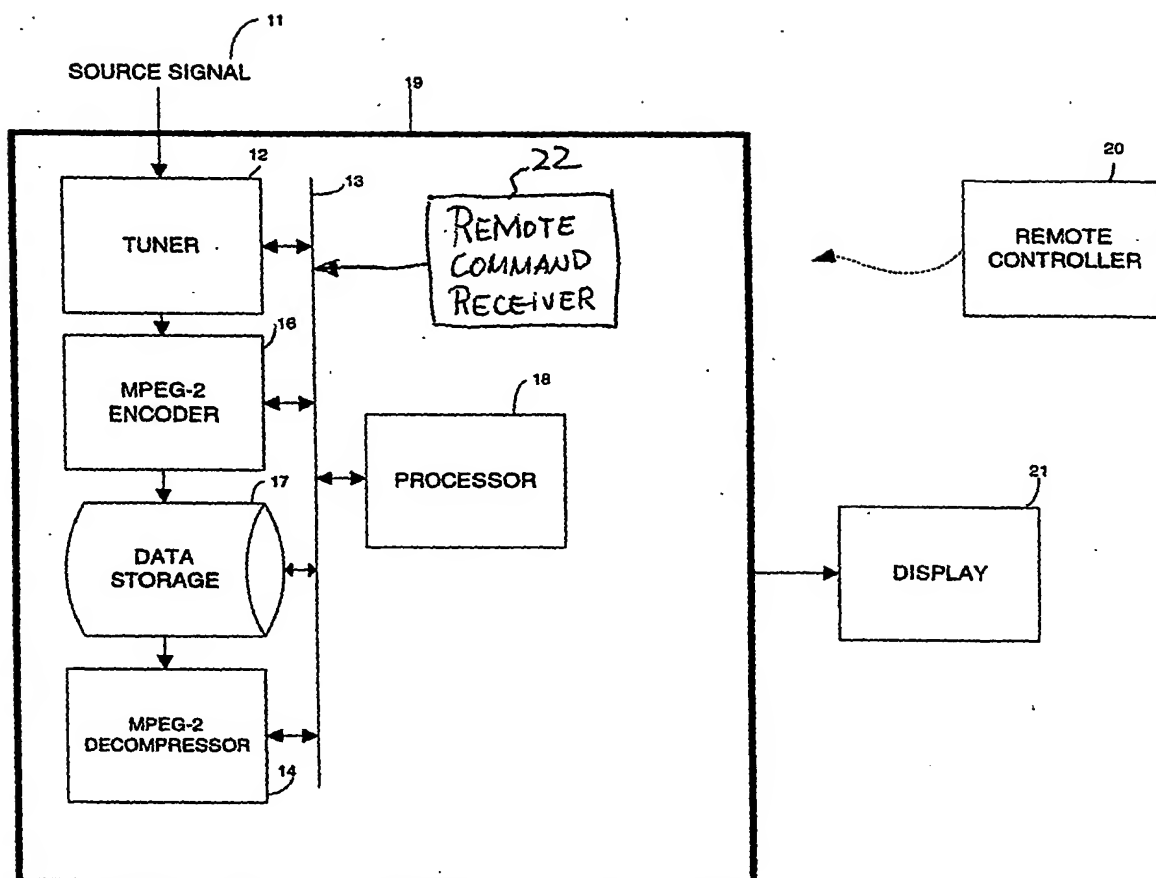 11
SOURCE SIGNAL
19
12
13
22
20
TUNER
REMOTE
COMMAND
RECEIVER
REMOTE
CONTROLLER
16
MPEG-2
ENCODER
18
PROCESSOR
17
DATA
STORAGE
21
DISPLAY
MPEG-2
DECOMPRESSOR
14